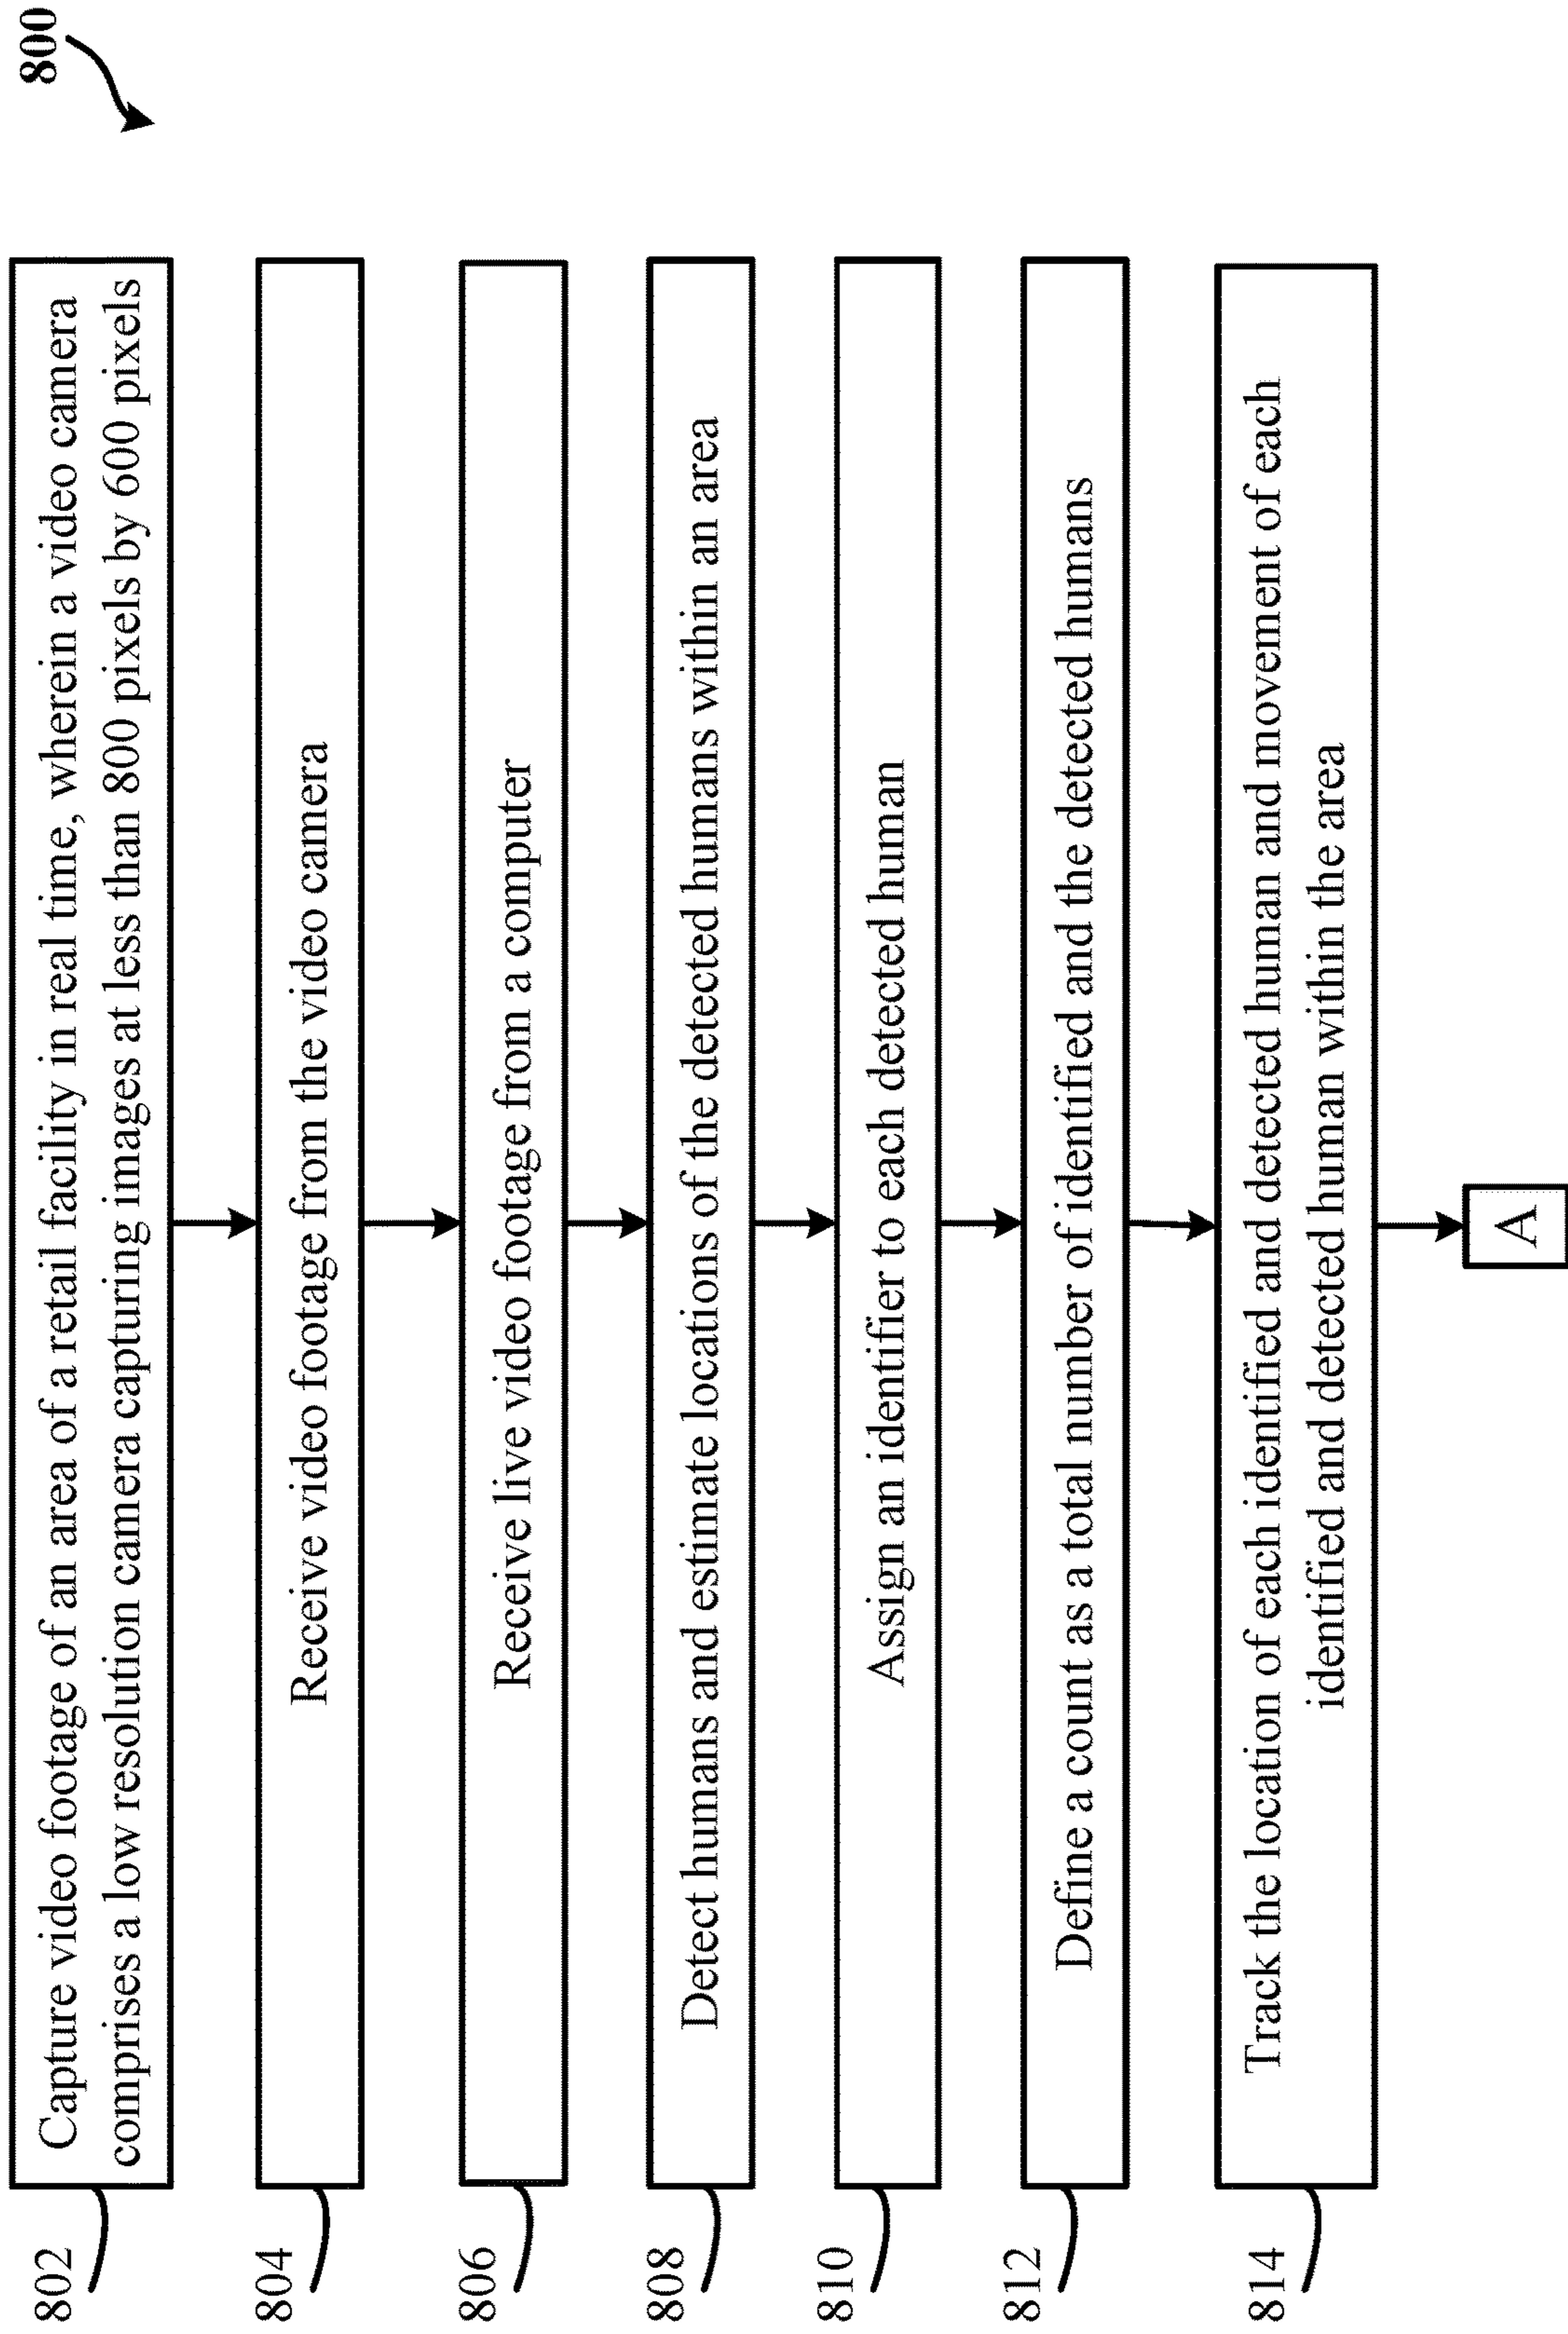 800
802
Capture video footage of an area of a retail facility in real time, wherein a video camera
comprises a low resolution camera capturing images at less than 800 pixels by 600 pixels
804
Receive video footage from the video camera
806
Receive live video footage from a computer
808
Detect humans and estimate locations of the detected humans within an area
810
Assign an identifier to each detected human
812
Define a count as a total number of identified and the detected humans
814
Track the location of each identified and detected human and movement of each
identified and detected human within the area
A